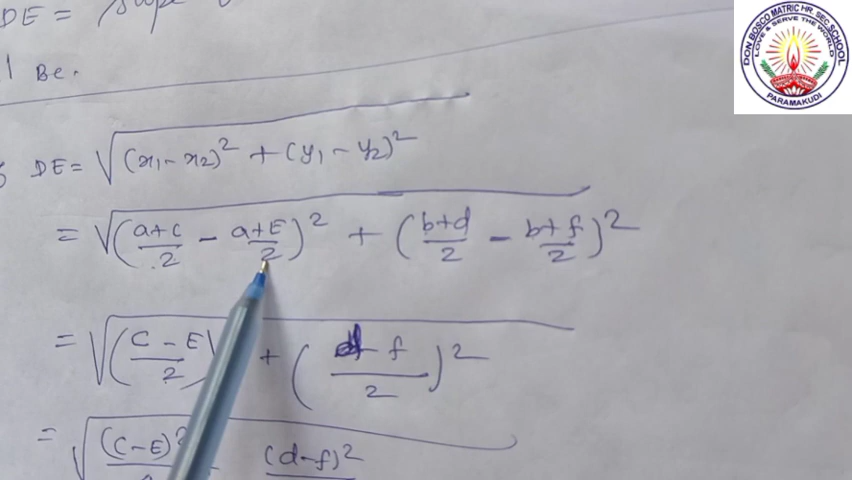 DE = slope
BE.
DE = √(x₁ - x₂)² + (y₁ - y₂)²
= √((a+c)/2 - (a+E)/2)² + ((b+d)/2 - (b+f)/2)²
= √((C-E)/2) + ((d-f)/2)²
= √(C-E)² (d-f)²
DON BOSCO MATRIC HR. SEC. SCHOOL
LOVE & SERVE THE WORLD
PARAMAKUDI